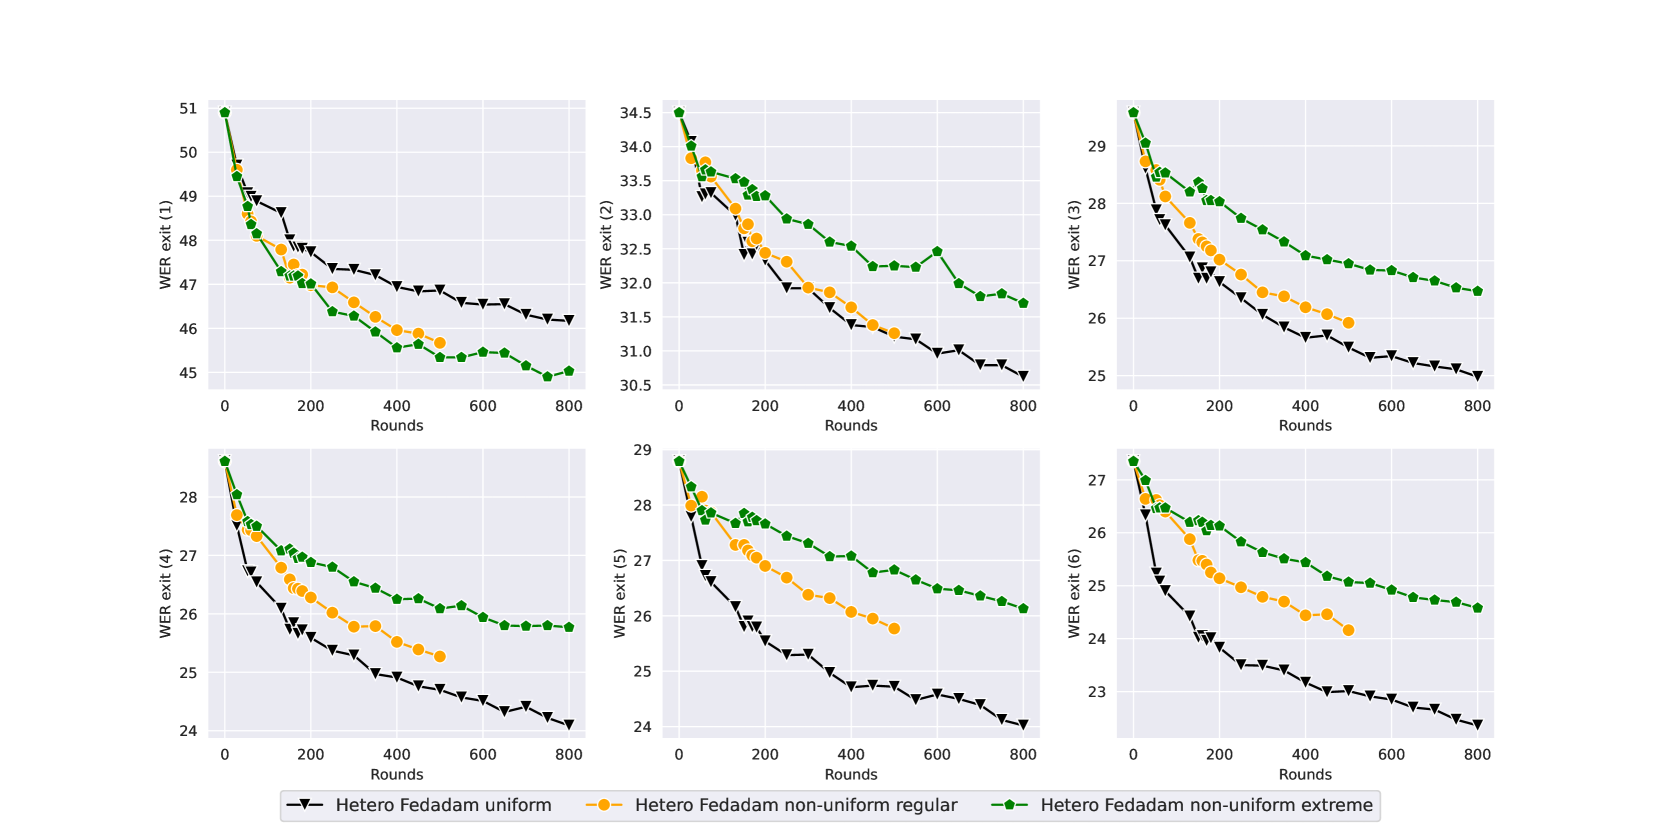 51
50
49
48
47
46
45
WER exit (1)
0 200 400 600 800
Rounds
34.5
34.0
33.5
33.0
32.5
32.0
31.5
31.0
30.5
WER exit (2)
0 200 400 600 800
Rounds
29
28
27
26
25
WER exit (3)
0 200 400 600 800
Rounds
28
27
26
25
24
WER exit (4)
0 200 400 600 800
Rounds
29
28
27
26
25
24
WER exit (5)
0 200 400 600 800
Rounds
27
26
25
24
23
WER exit (6)
0 200 400 600 800
Rounds
Hetero Fedadam uniform Hetero Fedadam non-uniform regular Hetero Fedadam non-uniform extreme